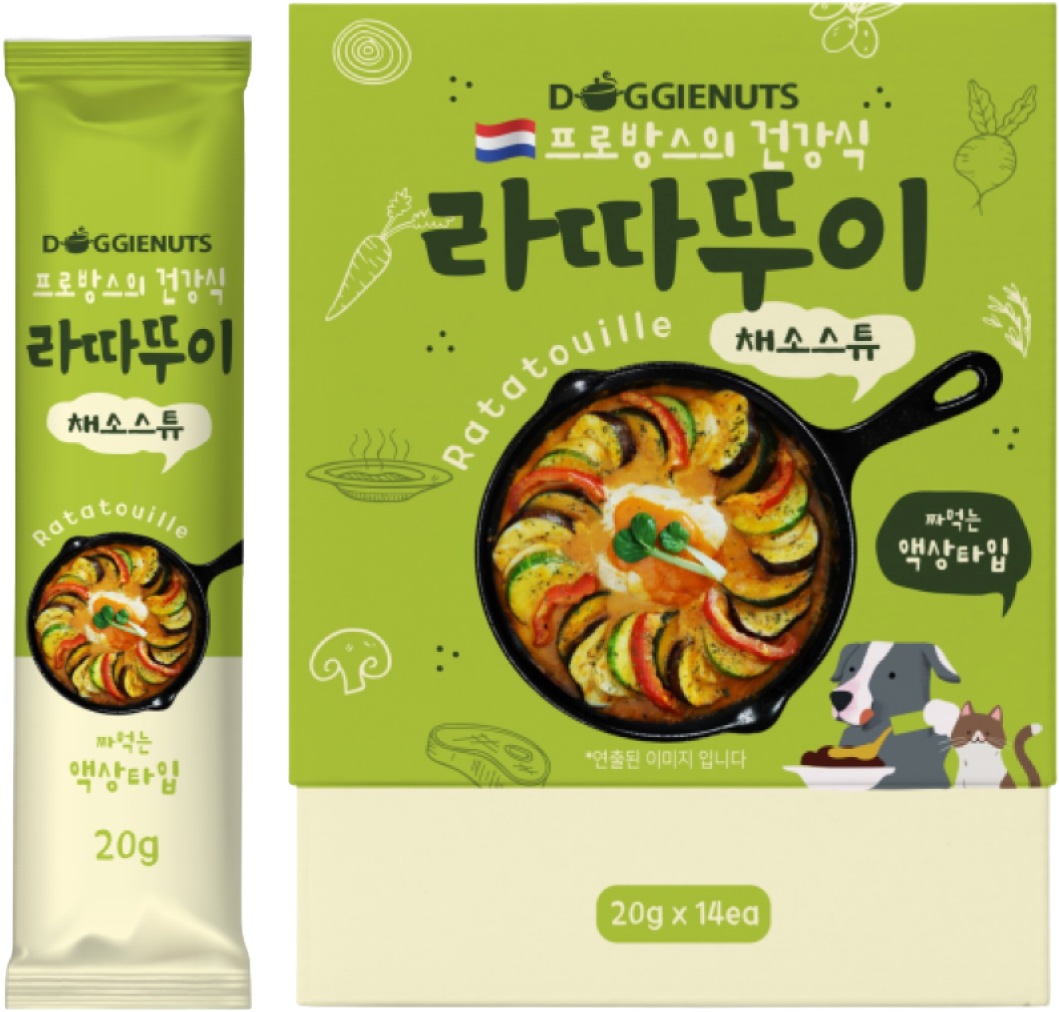 DOGGIENUTS
프로방스의 건강식
라따뚜이
채소스튜
Ratatouille
짜먹는
액상타입
20g
DOGGIENUTS
프로방스의 건강식
라따뚜이
채소스튜
Ratatouille
짜먹는
액상타입
*연출된 이미지 입니다
20g x 14ea